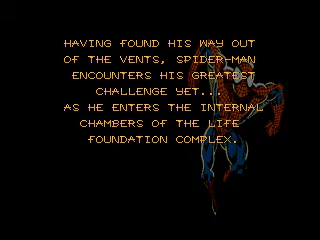 HAVING FOUND HIS WAY OUT
OF THE VENTS, SPIDER-MAN
ENCOUNTERS HIS GREATEST
CHALLENGE YET...
AS HE ENTERS THE INTERNAL
CHAMBERS OF THE LIFE
FOUNDATION COMPLEX.